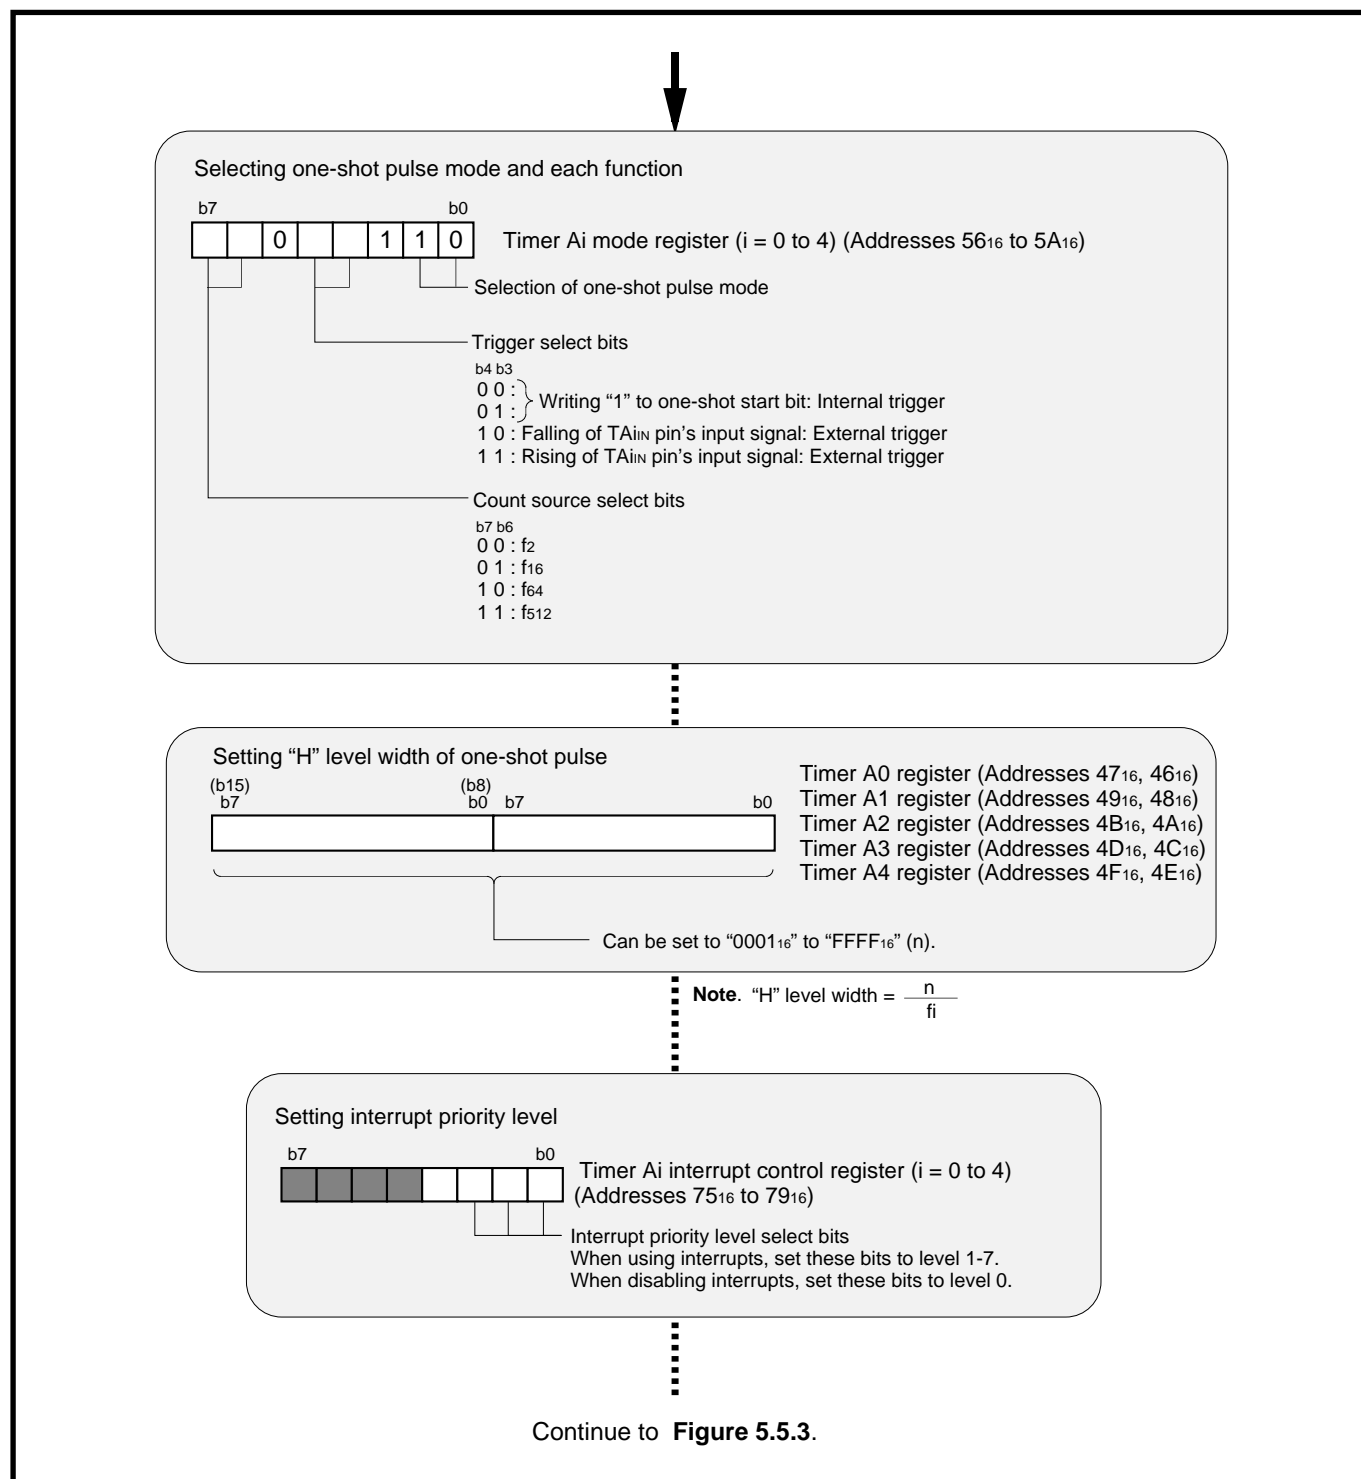 Selecting one-shot pulse mode and each function
b7 b0
0 1 1 0 Timer Ai mode register (i = 0 to 4) (Addresses 5616 to 5A16)
Selection of one-shot pulse mode
Trigger select bits
b4 b3
0 0 :
0 1 :
Writing “1” to one-shot start bit: Internal trigger
1 0 : Falling of TAiIN pin’s input signal: External trigger
1 1 : Rising of TAiIN pin’s input signal: External trigger
Count source select bits
b7 b6
0 0 : f2
0 1 : f16
1 0 : f64
1 1 : f512
Setting “H” level width of one-shot pulse
(b15) (b8)
b7 b0 b7 b0
Timer A0 register (Addresses 4716, 4616)
Timer A1 register (Addresses 4916, 4816)
Timer A2 register (Addresses 4B16, 4A16)
Timer A3 register (Addresses 4D16, 4C16)
Timer A4 register (Addresses 4F16, 4E16)
Can be set to “000116” to “FFFF16” (n).
Note. “H” level width = n
fi
Setting interrupt priority level
b7 b0
Timer Ai interrupt control register (i = 0 to 4)
(Addresses 7516 to 7916)
Interrupt priority level select bits
When using interrupts, set these bits to level 1-7.
When disabling interrupts, set these bits to level 0.
Continue to Figure 5.5.3.